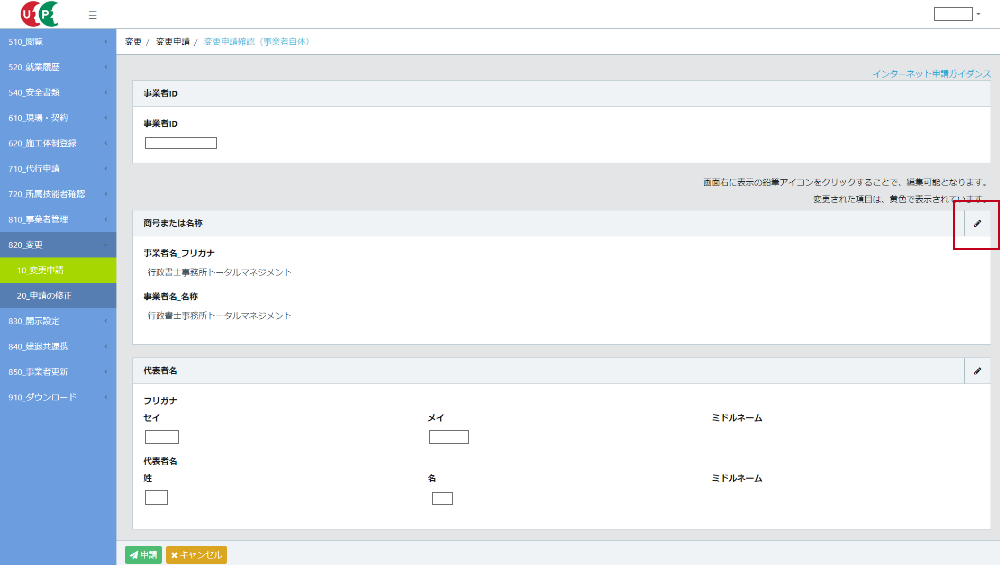 UP
変更 / 変更申請 / 変更申請確認（事業者自体）
510_閲覧
520_就業履歴
540_安全書類
610_現場・契約
620_施工体制登録
710_代行申請
720_所属技能者確認
810_事業者管理
820_変更
10_変更申請
20_申請の修正
830_開示設定
840_建退共連携
850_事業者更新
910_ダウンロード
インターネット申請ガイダンス
事業者ID
事業者ID
画面右に表示の鉛筆アイコンをクリックすることで、編集可能となります。
変更された項目は、黄色で表示されています。
商号または名称
事業者名_フリガナ
行政書士事務所トータルマネジメント
事業者名_名称
行政書士事務所トータルマネジメント
代表者名
フリガナ
セイ メイ ミドルネーム
代表者名
姓 名 ミドルネーム
申請 キャンセル